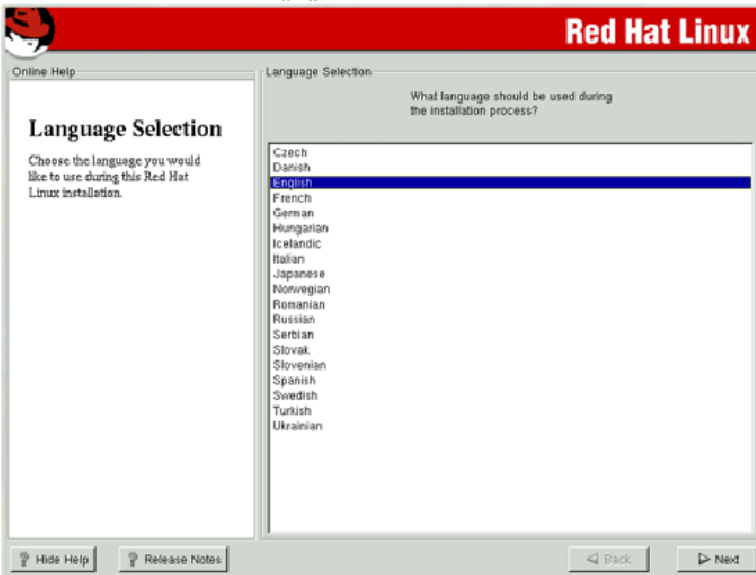 Red Hat Linux
Online Help
Language Selection
Choose the language you would
like to use during this Red Hat
Linux installation.
Language Selection
What language should be used during
the installation process?
Czech
Danish
English
French
German
Hungarian
Icelandic
Italian
Japanese
Norwegian
Romanian
Russian
Serbian
Slovak
Slovenian
Spanish
Swedish
Turkish
Ukrainian
? Hide Help
? Release Notes
Back
Next